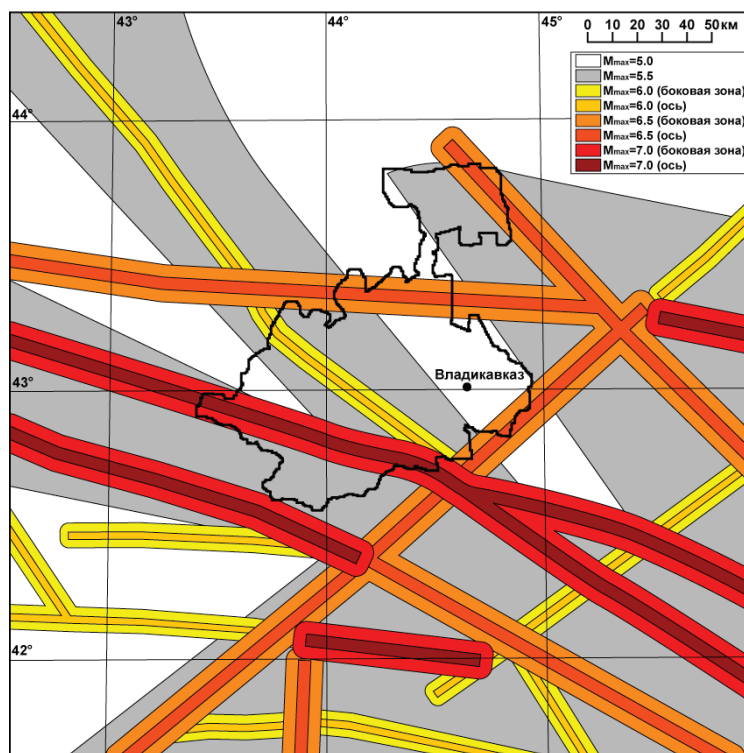 43°
44°
45°
0 10 20 30 40 50 км
Mmax=5.0
Mmax=5.5
Mmax=6.0 (боковая зона)
Mmax=6.0 (ось)
Mmax=6.5 (боковая зона)
Mmax=6.5 (ось)
Mmax=7.0 (боковая зона)
Mmax=7.0 (ось)
44°
43°
Владикавказ
42°